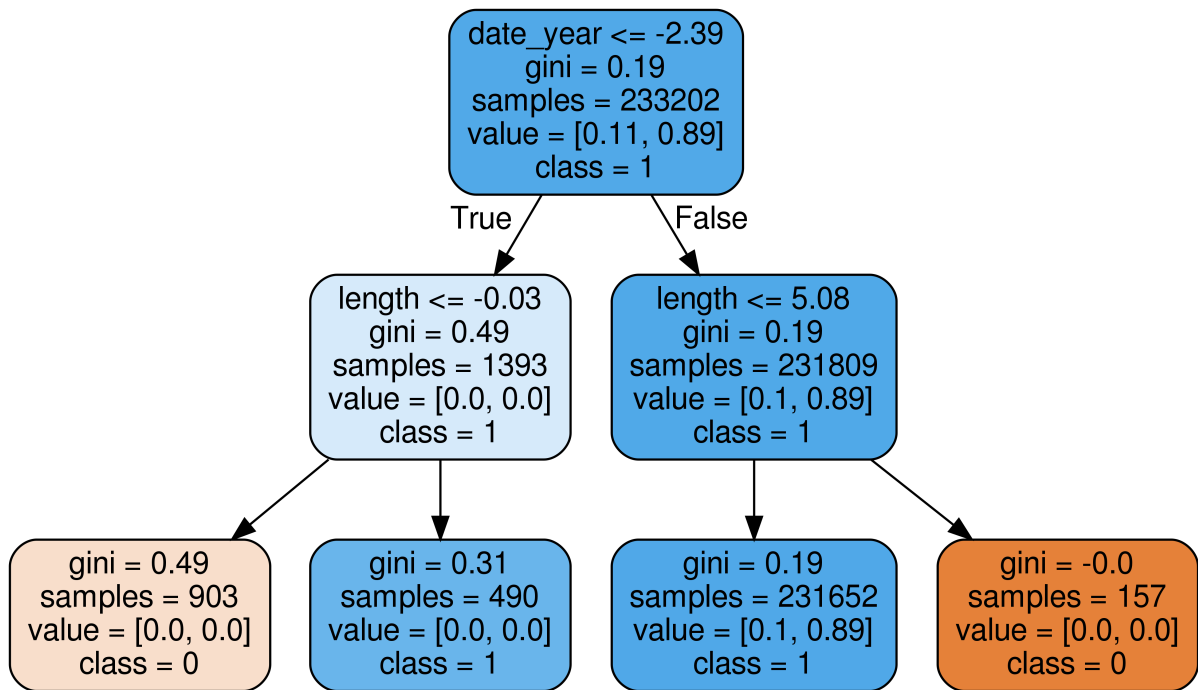 date_year <= -2.39
gini = 0.19
samples = 233202
value = [0.11, 0.89]
class = 1
True
False
length <= -0.03
gini = 0.49
samples = 1393
value = [0.0, 0.0]
class = 1
length <= 5.08
gini = 0.19
samples = 231809
value = [0.1, 0.89]
class = 1
gini = 0.49
samples = 903
value = [0.0, 0.0]
class = 0
gini = 0.31
samples = 490
value = [0.0, 0.0]
class = 1
gini = 0.19
samples = 231652
value = [0.1, 0.89]
class = 1
gini = -0.0
samples = 157
value = [0.0, 0.0]
class = 0